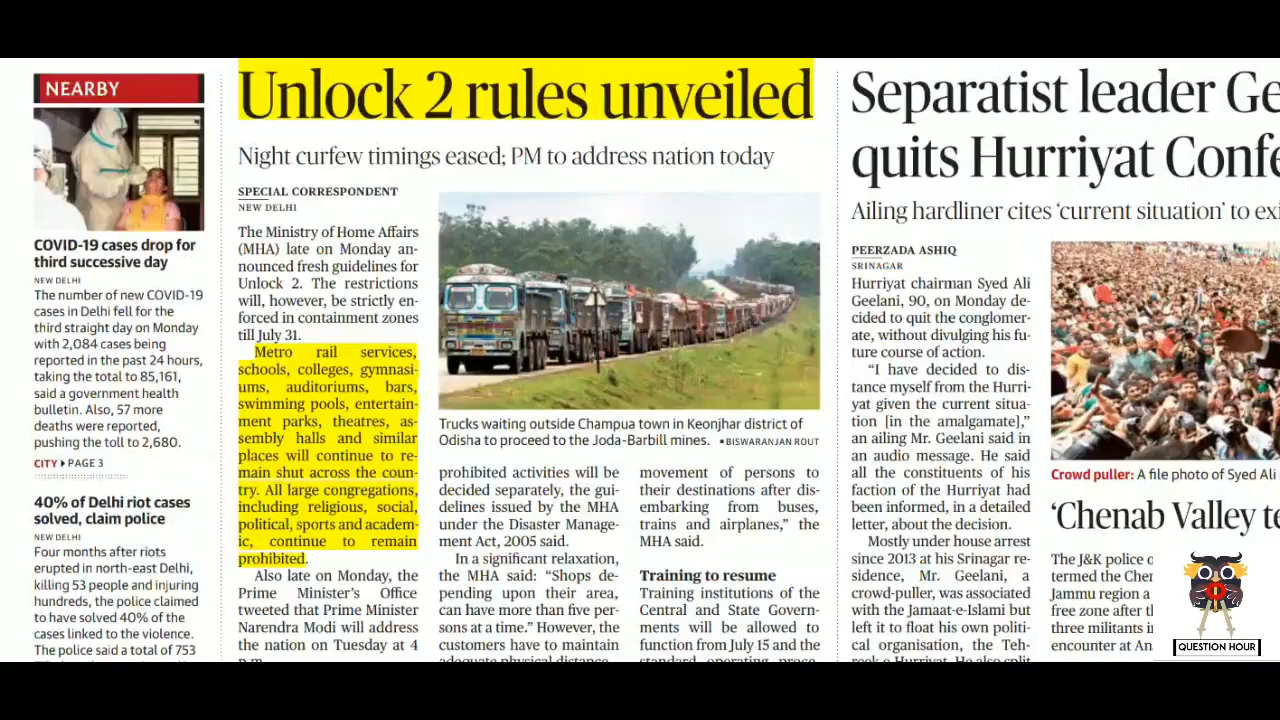 NEARBY
COVID-19 cases drop for
third successive day
NEW DELHI
The number of new COVID-19
cases in Delhi fell for the
third straight day on Monday
with 2,084 cases being
reported in the past 24 hours,
taking the total to 85,161,
said a government health
bulletin. Also, 57 more
deaths were reported,
pushing the toll to 2,680.
CITY PAGE 3
40% of Delhi riot cases
solved, claim police
NEW DELHI
Four months after riots
erupted in north-east Delhi,
killing 53 people and injuring
hundreds, the police claimed
to have solved 40% of the
cases linked to the violence.
The police said a total of 753
Unlock 2 rules unveiled
Night curfew timings eased; PM to address nation today
SPECIAL CORRESPONDENT
NEW DELHI
The Ministry of Home Affairs
(MHA) late on Monday an-
nounced fresh guidelines for
Unlock 2. The restrictions
will, however, be strictly en-
forced in containment zones
till July 31.
Metro rail services,
schools, colleges, gymnasi-
ums, auditoriums, bars,
swimming pools, entertain-
ment parks, theatres, as-
sembly halls and similar
places will continue to re-
main shut across the coun-
try. All large congregations,
including religious, social,
political, sports and academ-
ic, continue to remain
prohibited.
Also late on Monday, the
Prime Minister's Office
tweeted that Prime Minister
Narendra Modi will address
the nation on Tuesday at 4
p.m.
Trucks waiting outside Champua town in Keonjhar district of
Odisha to proceed to the Joda-Barbill mines. ▪ BISWARANJAN ROUT
prohibited activities will be
decided separately, the gui-
delines issued by the MHA
under the Disaster Manage-
ment Act, 2005 said.
In a significant relaxation,
the MHA said: “Shops de-
pending upon their area,
can have more than five per-
sons at a time.” However, the
customers have to maintain
adequate physical distance
movement of persons to
their destinations after dis-
embarking from buses,
trains and airplanes,” the
MHA said.
Training to resume
Training institutions of the
Central and State Govern-
ments will be allowed to
function from July 15 and the
standard operating proce-
Separatist leader Ge
quits Hurriyat Confe
Ailing hardliner cites ‘current situation’ to exi
PEERZADA ASHIQ
SRINAGAR
Hurriyat chairman Syed Ali
Geelani, 90, on Monday de-
cided to quit the conglomer-
ate, without divulging his fu-
ture course of action.
“I have decided to dis-
tance myself from the Hurri-
yat given the current situa-
tion [in the amalgamate],”
an ailing Mr. Geelani said in
an audio message. He said
all the constituents of his
faction of the Hurriyat had
been informed, in a detailed
letter, about the decision.
Mostly under house arrest
since 2013 at his Srinagar re-
sidence, Mr. Geelani, a
crowd-puller, was associated
with the Jamaat-e-Islami but
left it to float his own politi-
cal organisation, the Teh-
reek-e-Hurriyat. He also split
Crowd puller: A file photo of Syed Ali
‘Chenab Valley te
The J&K police
termed the Cher
Jammu region a
free zone after th
three militants i
encounter at An
QUESTION HOUR